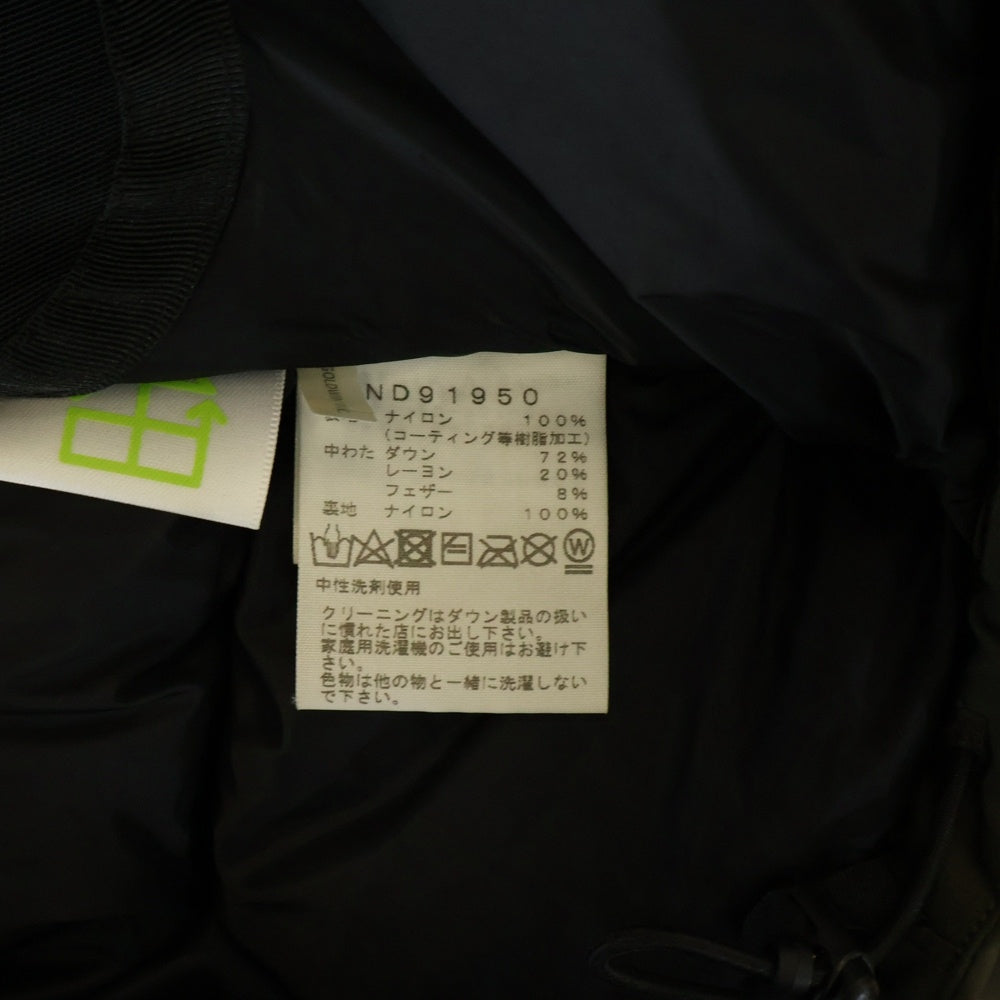 GOLDWIN
ND91950
ナイロン 100%
(コーティング等樹脂加工)
中わた ダウン 72%
レーヨン 20%
フェザー 8%
裏地 ナイロン 100%
W
中性洗剤使用
クリーニングはダウン製品の扱い
に慣れた店にお出し下さい。
家庭用洗濯機のご使用はお避け下
さい。
色物は他の物と一緒に洗濯しない
で下さい。